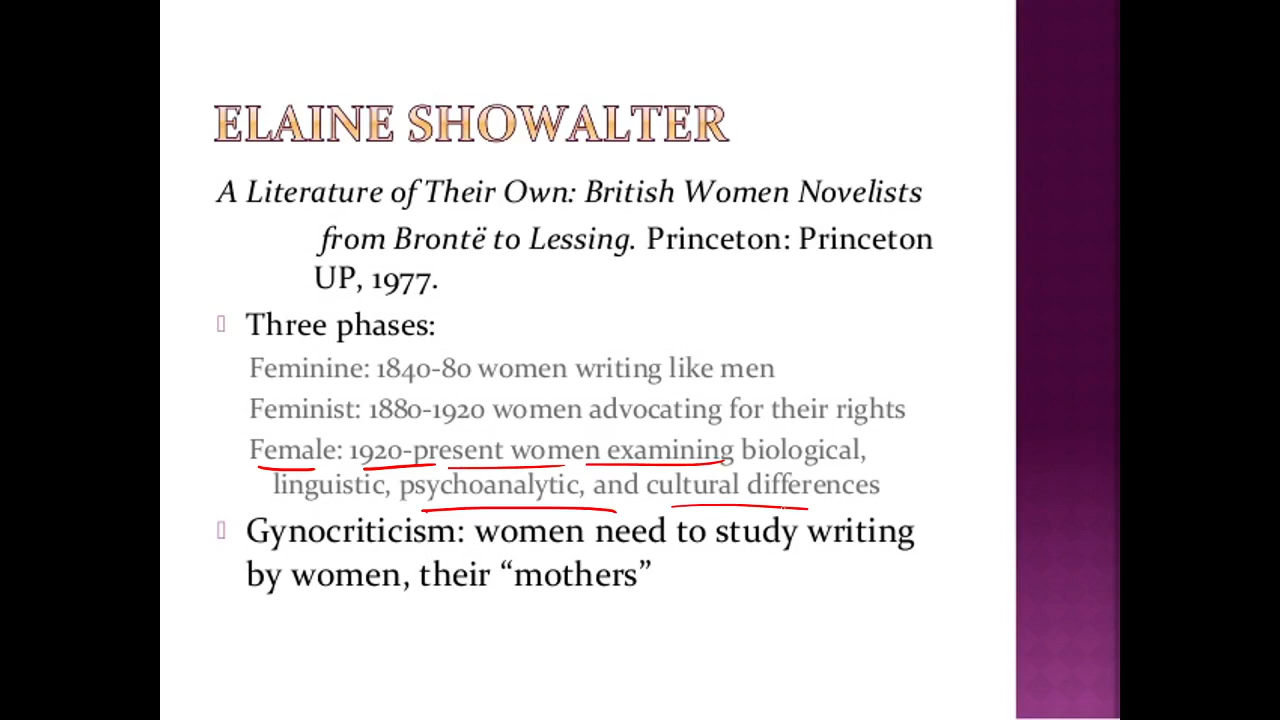 ELAINE SHOWALTER
A Literature of Their Own: British Women Novelists
from Brontë to Lessing. Princeton: Princeton
UP, 1977.
Three phases:
Feminine: 1840-80 women writing like men
Feminist: 1880-1920 women advocating for their rights
Female: 1920-present women examining biological,
linguistic, psychoanalytic, and cultural differences
Gynocriticism: women need to study writing
by women, their “mothers”